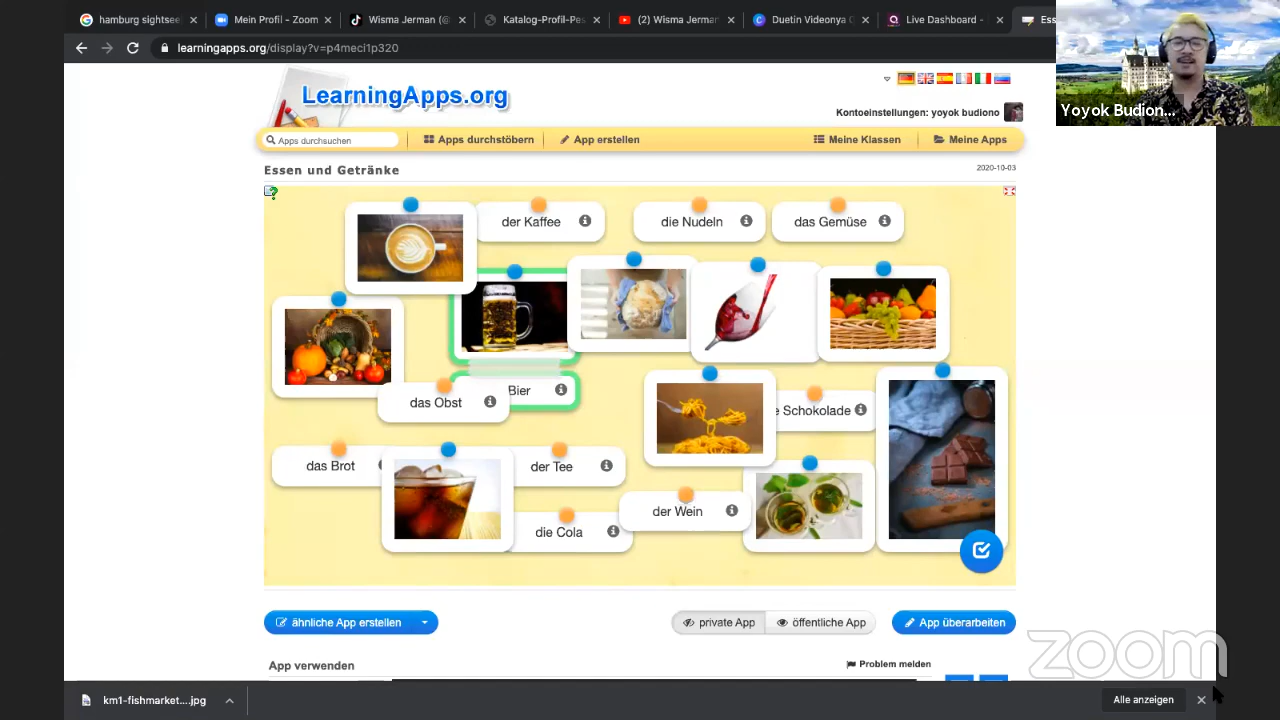 hamburg sightsee
Mein Profil - Zoom
Wisma Jerman (@
Katalog-Profil-Pes
(2) Wisma Jerman
Duetin Videonya
Live Dashboard -
learningapps.org/display?v=p4meci1p320
LearningApps.org
Kontoeinstellungen: yoyok budiono
Yoyok Budion...
Apps durchsuchen
Apps durchstöbern
App erstellen
Meine Klassen
Meine Apps
Essen und Getränke
2020-10-03
der Kaffee
die Nudeln
das Gemüse
Bier
das Obst
Schokolade
das Brot
der Tee
der Wein
die Cola
ähnliche App erstellen
private App
öffentliche App
App überarbeiten
App verwenden
Problem melden
zoom
km1-fishmarket....jpg
Alle anzeigen